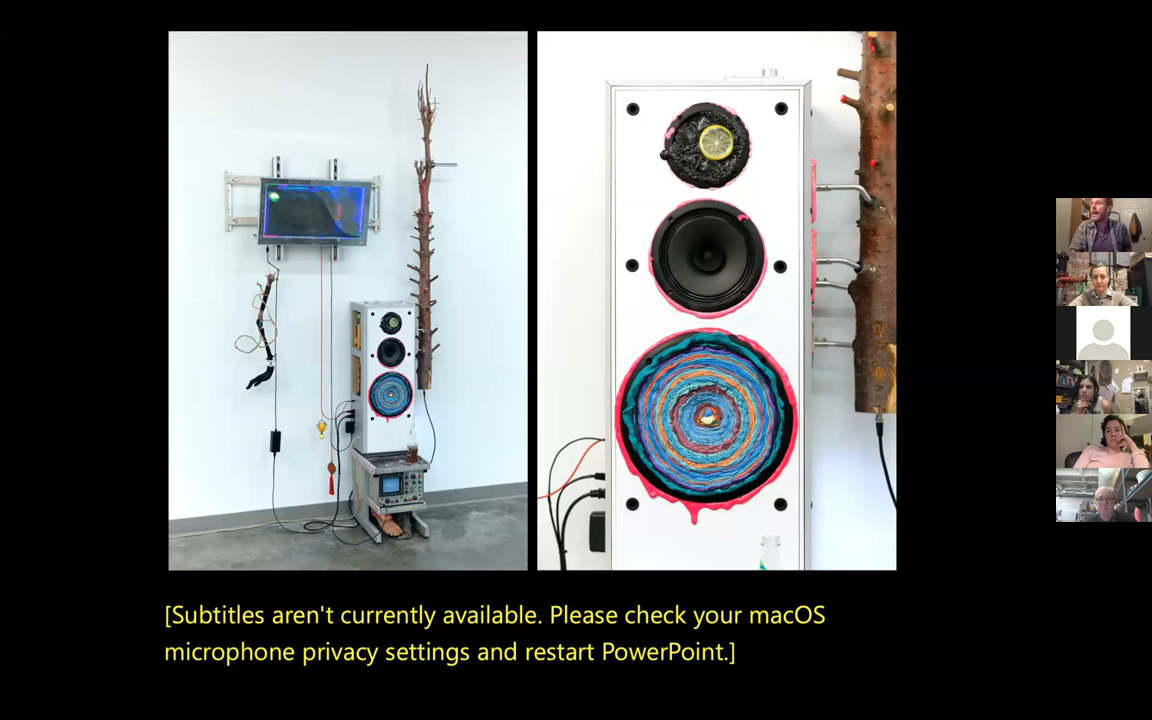 [Subtitles aren't currently available. Please check your macOS
microphone privacy settings and restart PowerPoint.]